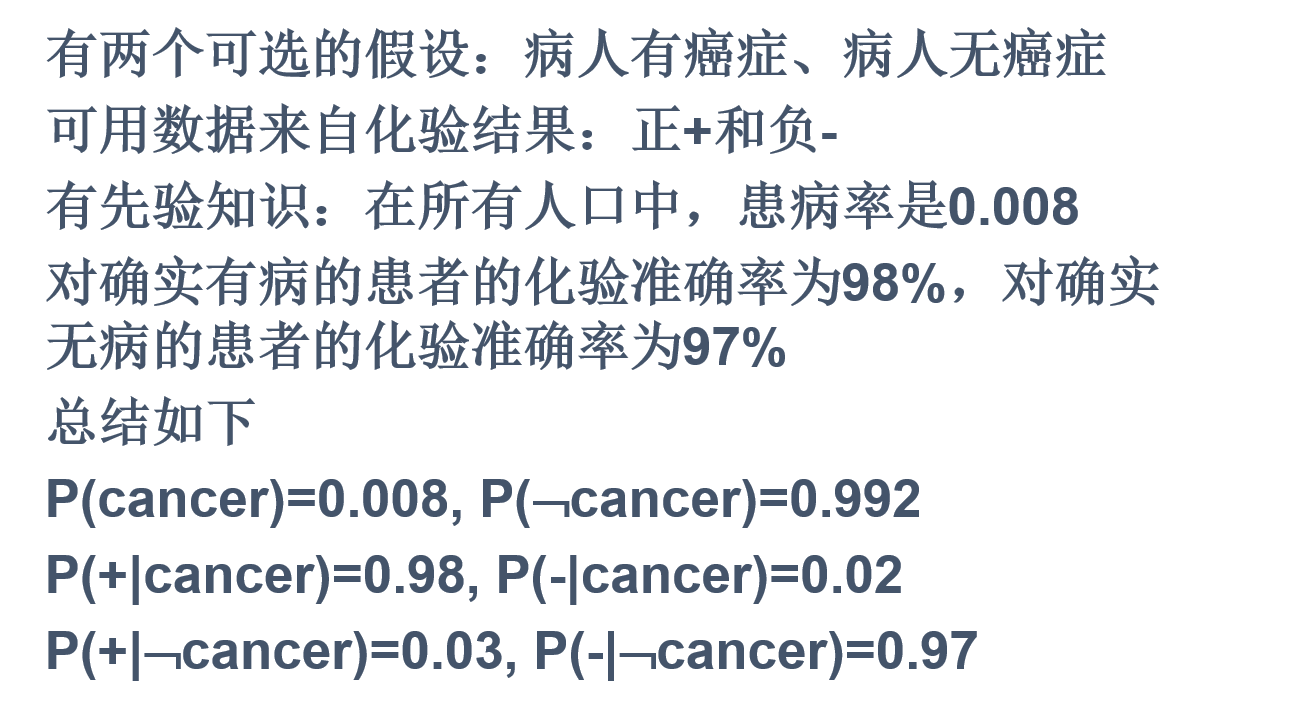 有两个可选的假设：病人有癌症、病人无癌症
可用数据来自化验结果：正+和负-
有先验知识：在所有人口中，患病率是0.008
对确实有病的患者的化验准确率为98%，对确实
无病的患者的化验准确率为97%
总结如下
P(cancer)=0.008, P(¬cancer)=0.992
P(+|cancer)=0.98, P(-|cancer)=0.02
P(+|¬cancer)=0.03, P(-|¬cancer)=0.97